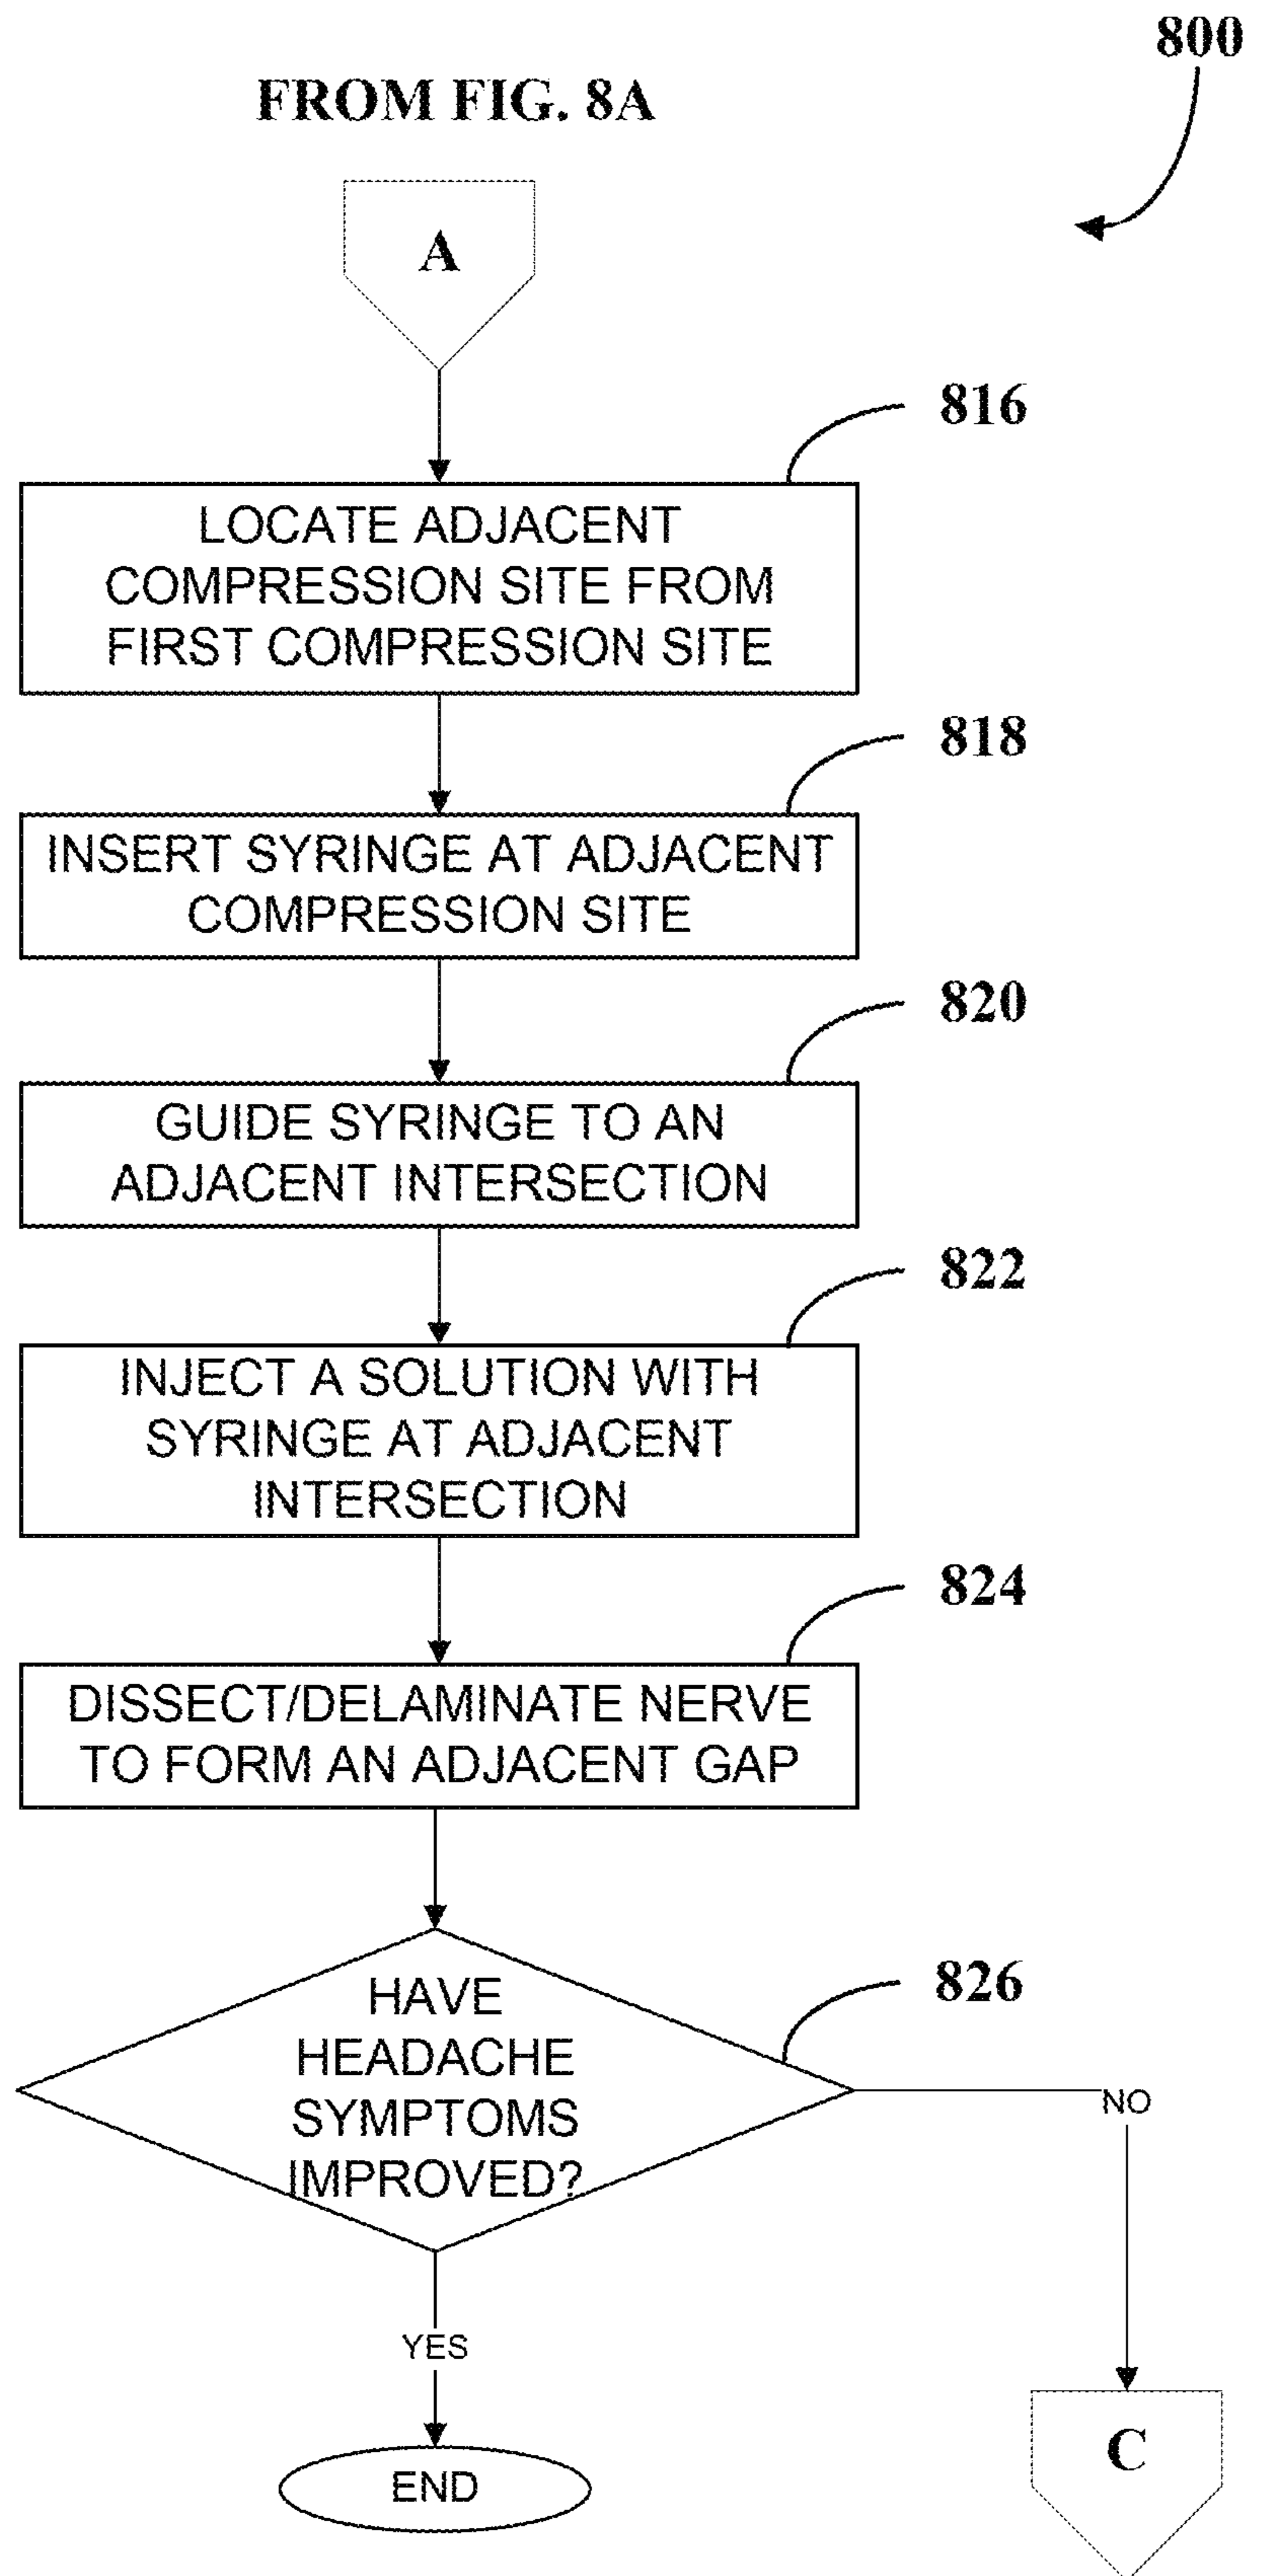 800
FROM FIG. 8A
A
816
LOCATE ADJACENT
COMPRESSION SITE FROM
FIRST COMPRESSION SITE
818
INSERT SYRINGE AT ADJACENT
COMPRESSION SITE
820
GUIDE SYRINGE TO AN
ADJACENT INTERSECTION
822
INJECT A SOLUTION WITH
SYRINGE AT ADJACENT
INTERSECTION
824
DISSECT/DELAMINATE NERVE
TO FORM AN ADJACENT GAP
826
HAVE
HEADACHE
SYMPTOMS
IMPROVED?
NO
YES
C
END